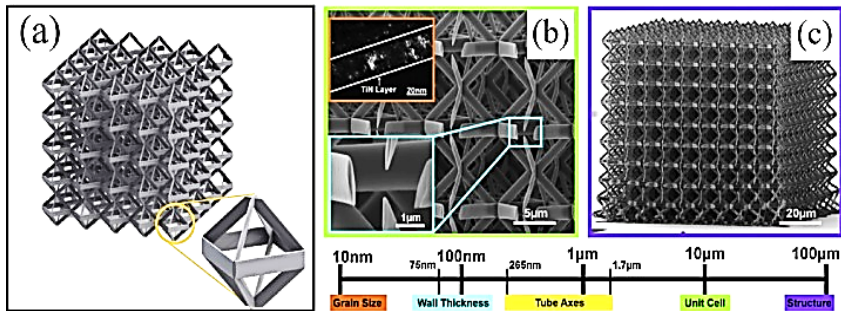 (a)
(b)
(c)
TiN Layer
20nm
1μm
5μm
20μm
10nm
75nm
100nm
265nm
1μm
1.7μm
10μm
100μm
Grain Size
Wall Thickness
Tube Axes
Unit Cell
Structure